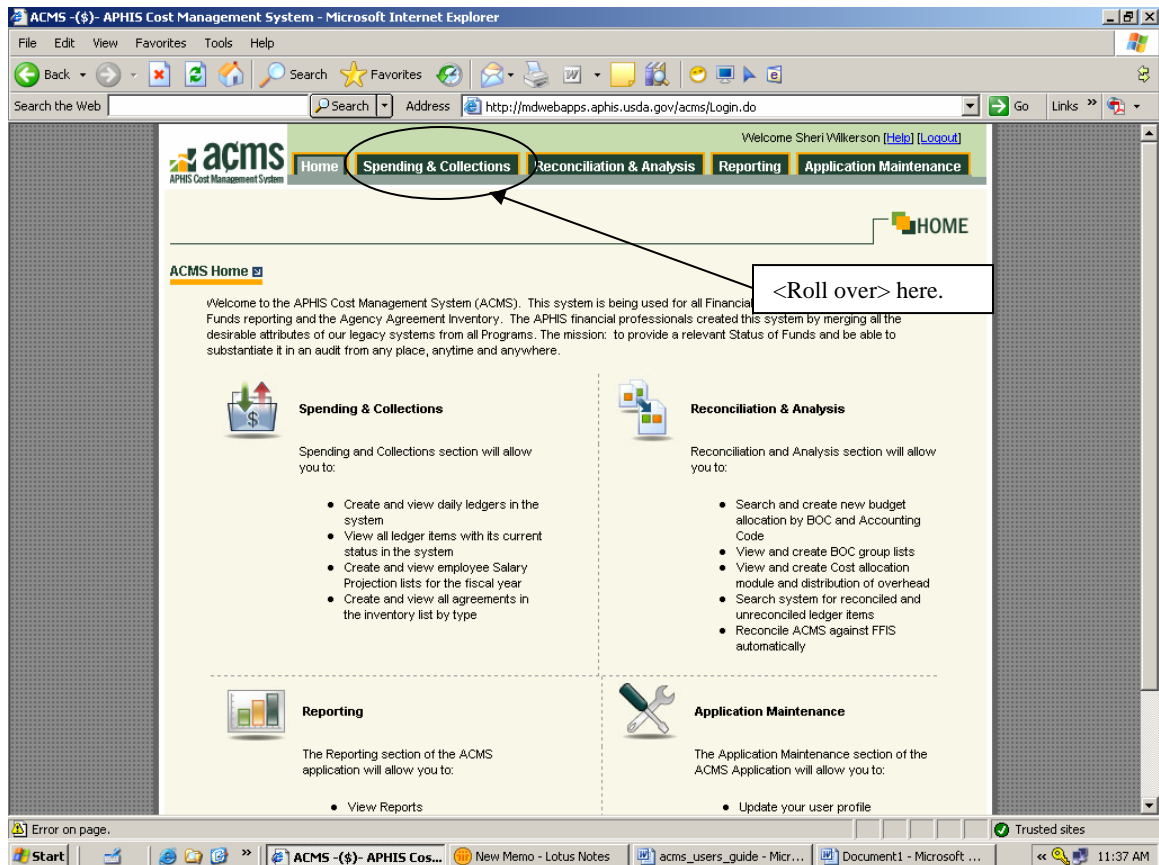 ACMS -($)- APHIS Cost Management System - Microsoft Internet Explorer
File Edit View Favorites Tools Help
Back Search Favorites
Search the Web Search Address http://mdwebapps.aphis.usda.gov/acms/Login.do Go Links »
Welcome Sheri Wilkerson [Help] [Logout]
acms
APHIS Cost Management System
Home Spending & Collections Reconciliation & Analysis Reporting Application Maintenance
HOME
ACMS Home
<Roll over> here.
Welcome to the APHIS Cost Management System (ACMS). This system is being used for all Financial
Funds reporting and the Agency Agreement Inventory. The APHIS financial professionals created this system by merging all the
desirable attributes of our legacy systems from all Programs. The mission: to provide a relevant Status of Funds and be able to
substantiate it in an audit from any place, anytime and anywhere.
Spending & Collections
Spending and Collections section will allow
you to:
• Create and view daily ledgers in the
system
• View all ledger items with its current
status in the system
• Create and view employee Salary
Projection lists for the fiscal year
• Create and view all agreements in
the inventory list by type
Reconciliation & Analysis
Reconciliation and Analysis section will allow
you to:
• Search and create new budget
allocation by BOC and Accounting
Code
• View and create BOC group lists
• View and create Cost allocation
module and distribution of overhead
• Search system for reconciled and
unreconciled ledger items
• Reconcile ACMS against FFIS
automatically
Reporting
The Reporting section of the ACMS
application will allow you to:
• View Reports
Application Maintenance
The Application Maintenance section of the
ACMS Application will allow you to:
• Update your user profile
Error on page. Trusted sites
Start » ACMS -($)- APHIS Cos... New Memo - Lotus Notes acms_users_guide - Micr... Document1 - Microsoft ... « 11:37 AM